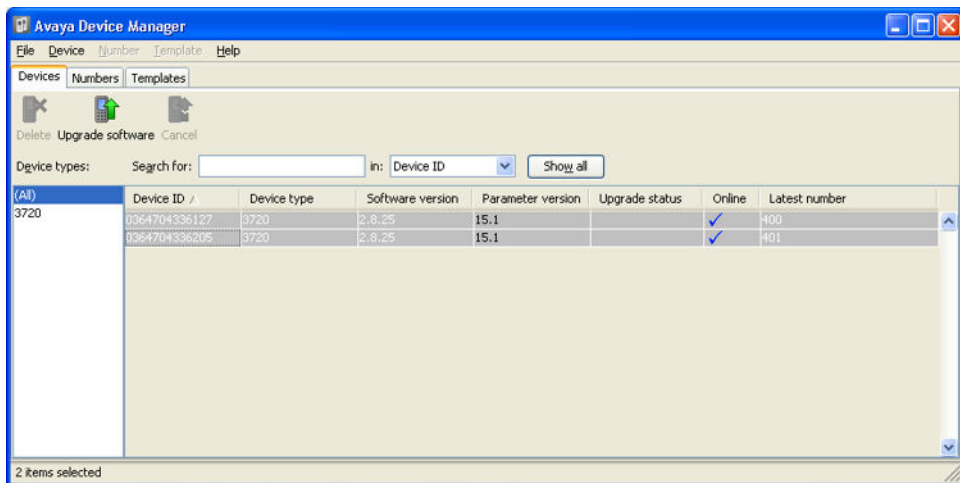 Avaya Device Manager
File Device Number Template Help
Devices Numbers Templates
Delete Upgrade software Cancel
Device types: Search for: in: Device ID Show all
(All) Device ID Device type Software version Parameter version Upgrade status Online Latest number
3720 0364704336127 3720 2.8.25 15.1 400
0364704336205 3720 2.8.25 15.1 401
2 items selected